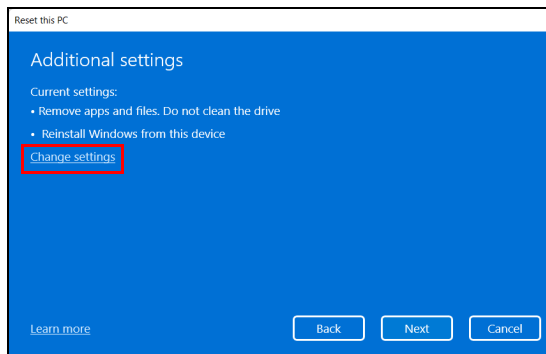 Reset this PC
Additional settings
Current settings:
• Remove apps and files. Do not clean the drive
• Reinstall Windows from this device
Change settings
Learn more
Back
Next
Cancel